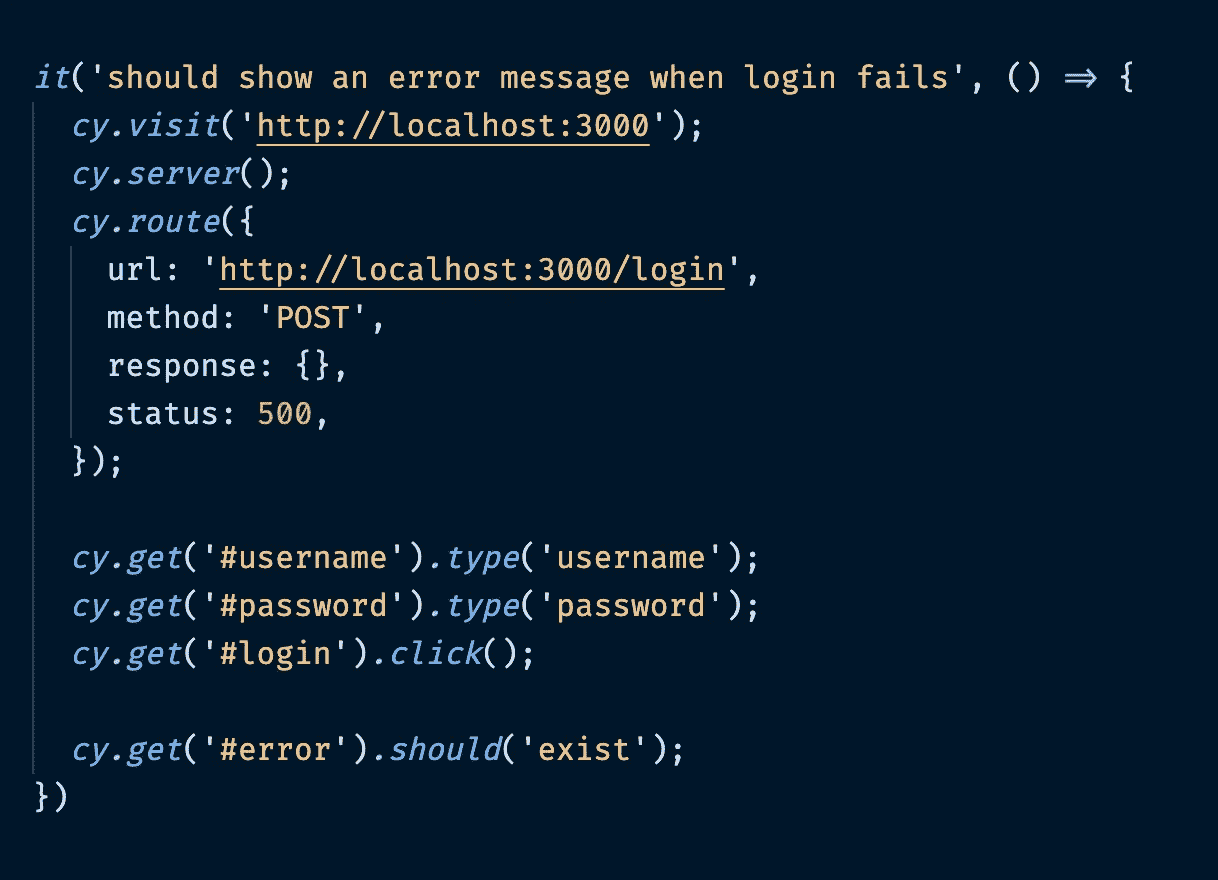 it('should show an error message when login fails', () => {
  cy.visit('http://localhost:3000');
  cy.server();
  cy.route({
    url: 'http://localhost:3000/login',
    method: 'POST',
    response: {},
    status: 500,
  });

  cy.get('#username').type('username');
  cy.get('#password').type('password');
  cy.get('#login').click();

  cy.get('#error').should('exist');
})